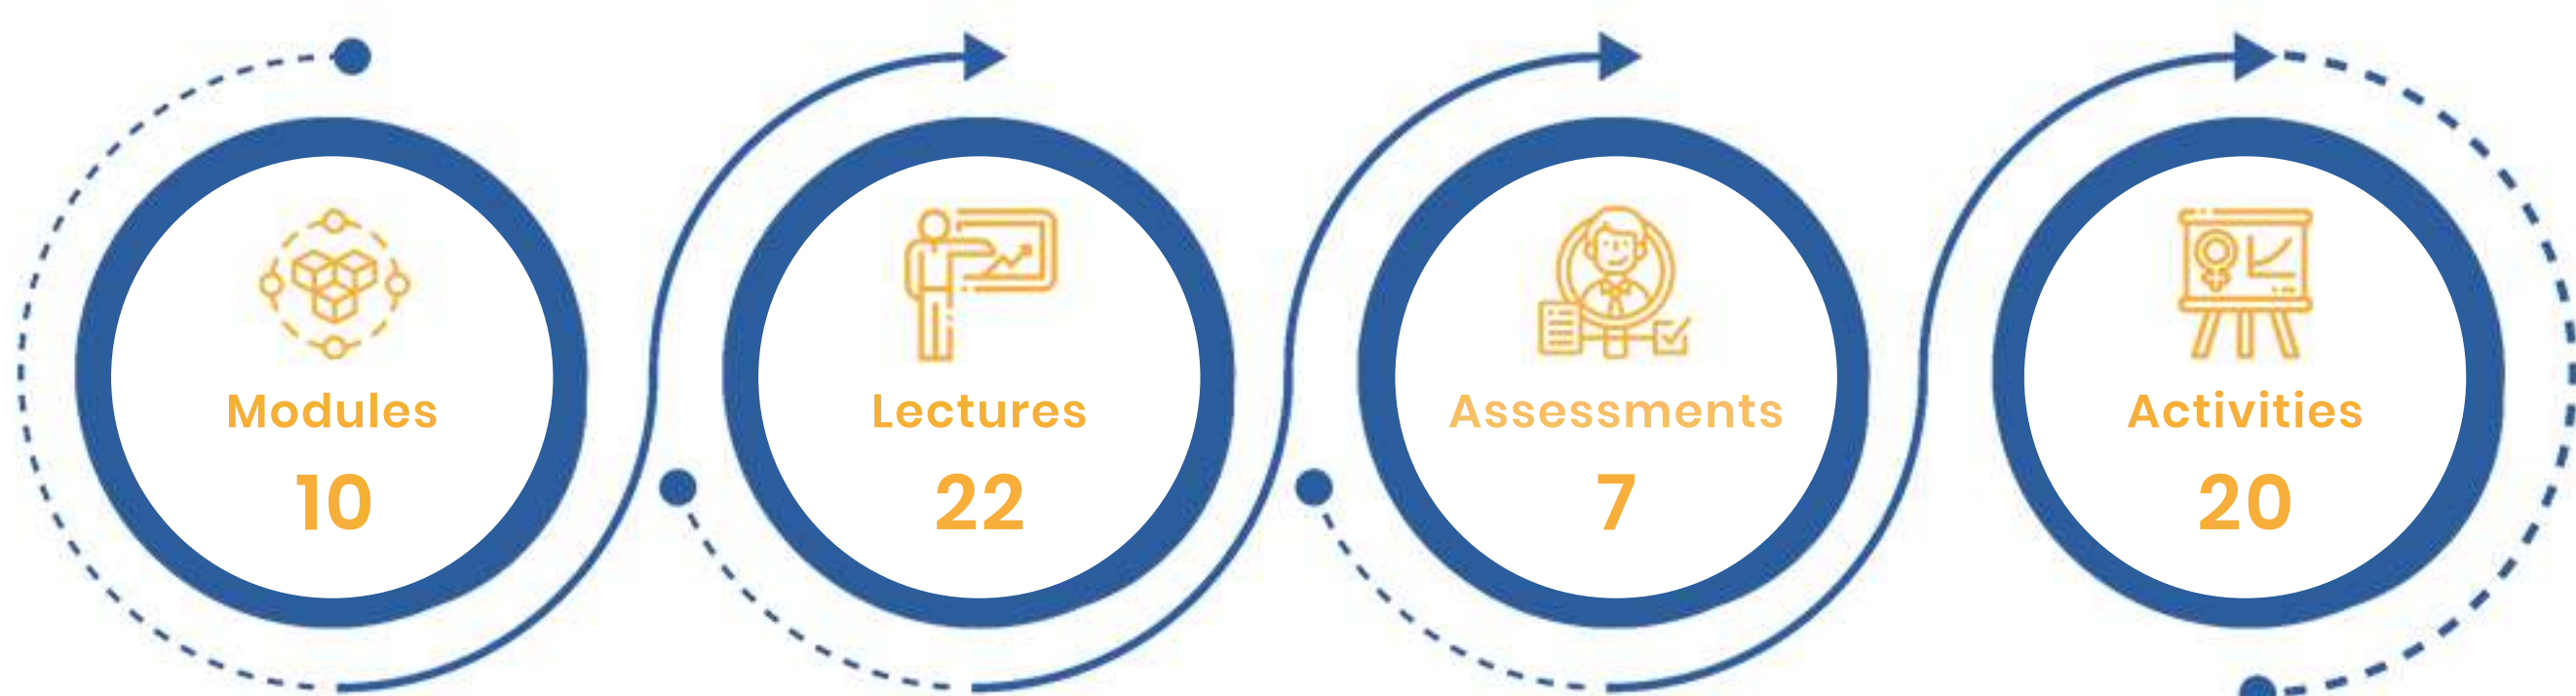 Modules
10
Lectures
22
Assessments
7
Activities
20